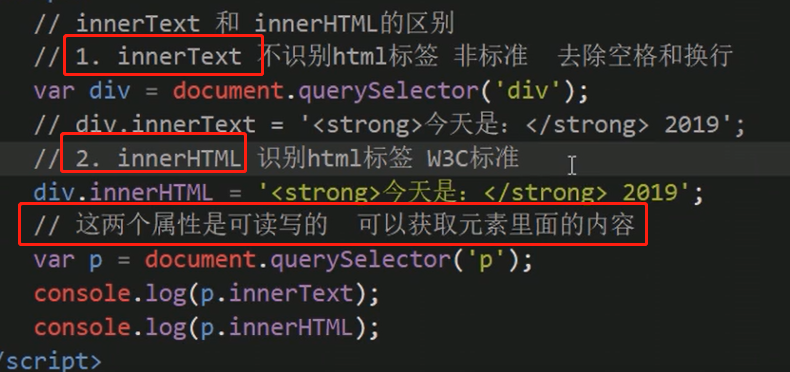 // innerText 和 innerHTML的区别
// 1. innerText 不识别html标签 非标准  去除空格和换行
var div = document.querySelector('div');
// div.innerText = '<strong>今天是：</strong> 2019';
// 2. innerHTML 识别html标签 W3C标准
div.innerHTML = '<strong>今天是：</strong> 2019';
// 这两个属性是可读写的  可以获取元素里面的内容
var p = document.querySelector('p');
console.log(p.innerText);
console.log(p.innerHTML);
/script>